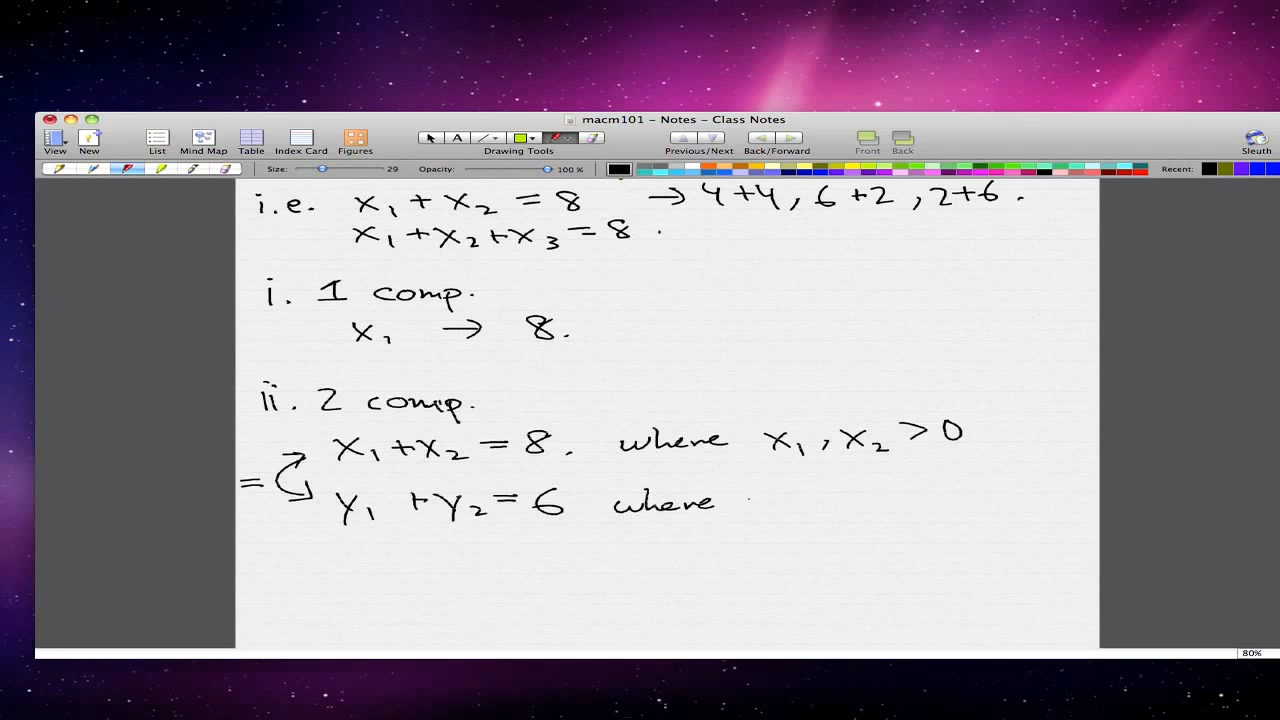 macm101 - Notes - Class Notes
View New List Mind Map Table Index Card Figures Drawing Tools Previous/Next Back/Forward Front Back Sleuth
Size: 29 Opacity: 100 % Recent:
i.e. x₁ + x₂ = 8 → 4+4, 6+2, 2+6.
x₁ + x₂ + x₃ = 8.
i. 1 comp.
x₁ → 8.
ii. 2 comp.
x₁ + x₂ = 8. where x₁, x₂ > 0
=
y₁ + y₂ = 6 where
80%